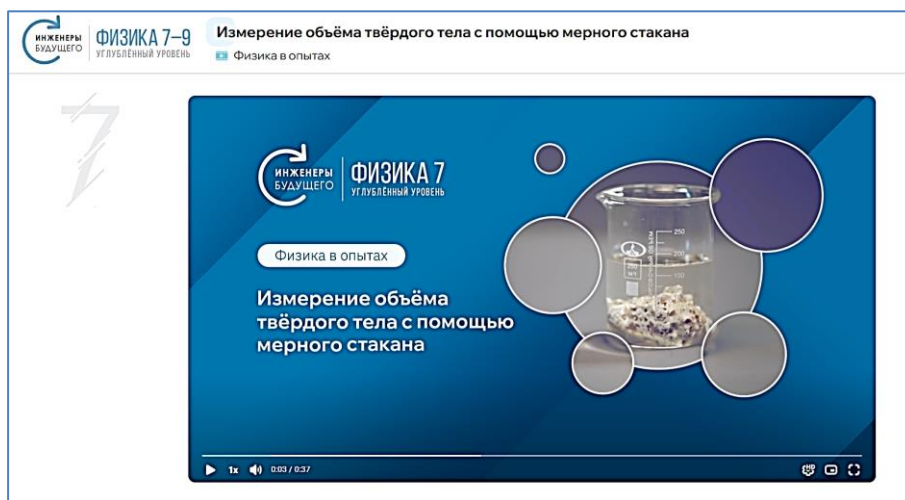 ИНЖЕНЕРЫ
БУДУЩЕГО
ФИЗИКА 7–9
УГЛУБЛЁННЫЙ УРОВЕНЬ
Измерение объёма твёрдого тела с помощью мерного стакана
Физика в опытах
7
ИНЖЕНЕРЫ
БУДУЩЕГО
ФИЗИКА 7
УГЛУБЛЁННЫЙ УРОВЕНЬ
Физика в опытах
Измерение объёма
твёрдого тела с помощью
мерного стакана
250
200
150
250
1x
0:03 / 0:37